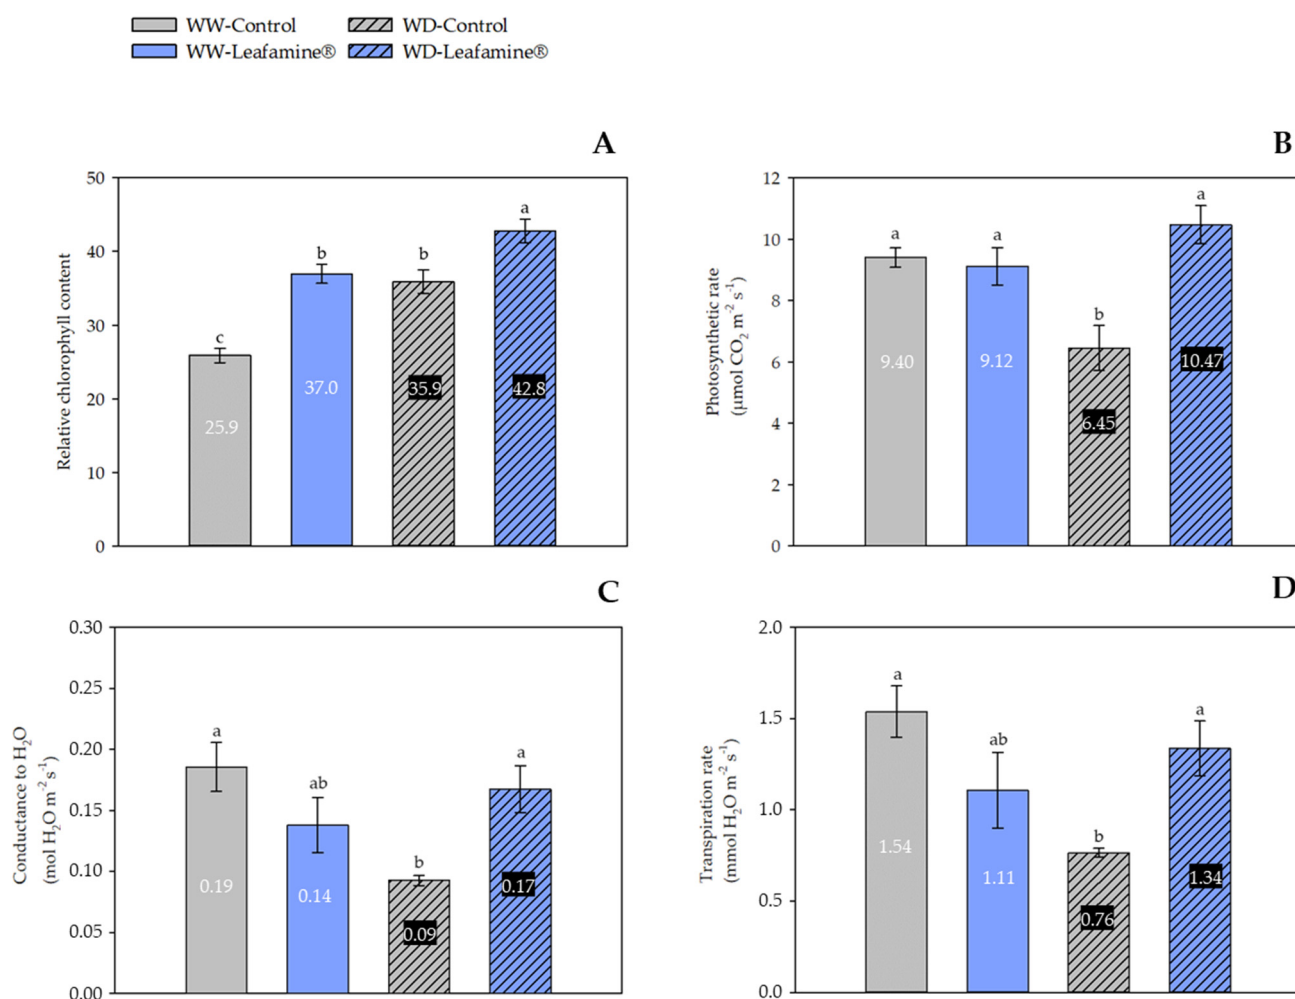 WW-Control
WD-Control
WW-Leafamine®
WD-Leafamine®
A
50
40
30
20
10
0
Relative chlorophyll content
c
b
b
a
25.9
37.0
35.9
42.8
B
12
10
8
6
4
2
0
Photosynthetic rate
(µmol CO₂ m⁻² s⁻¹)
a
a
b
a
9.40
9.12
6.45
10.47
C
0.30
0.25
0.20
0.15
0.10
0.05
0.00
Conductance to H₂O
(mol H₂O m⁻² s⁻¹)
a
ab
b
a
0.19
0.14
0.09
0.17
D
2.0
1.5
1.0
0.5
0.0
Transpiration rate
(mmol H₂O m⁻² s⁻¹)
a
ab
b
a
1.54
1.11
0.76
1.34